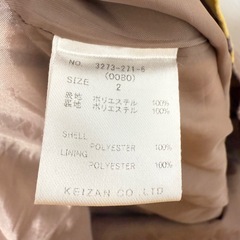 NO. 3273-271-6
(0080)
SIZE 2
表地 ポリエステル 100%
裏地 ポリエステル 100%
SHELL
POLYESTER 100%
LINING
POLYESTER 100%
KEIZAN CO.,LTD